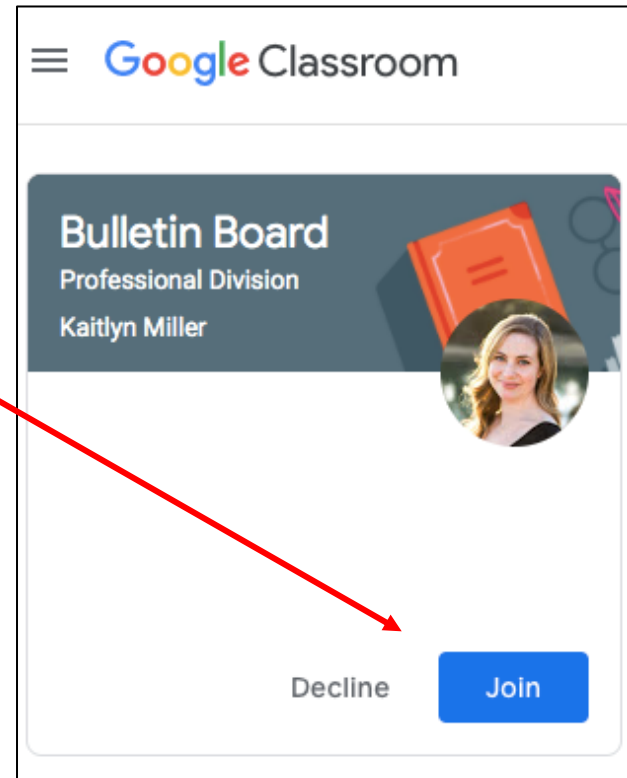 Google Classroom
Bulletin Board
Professional Division
Kaitlyn Miller
Decline Join